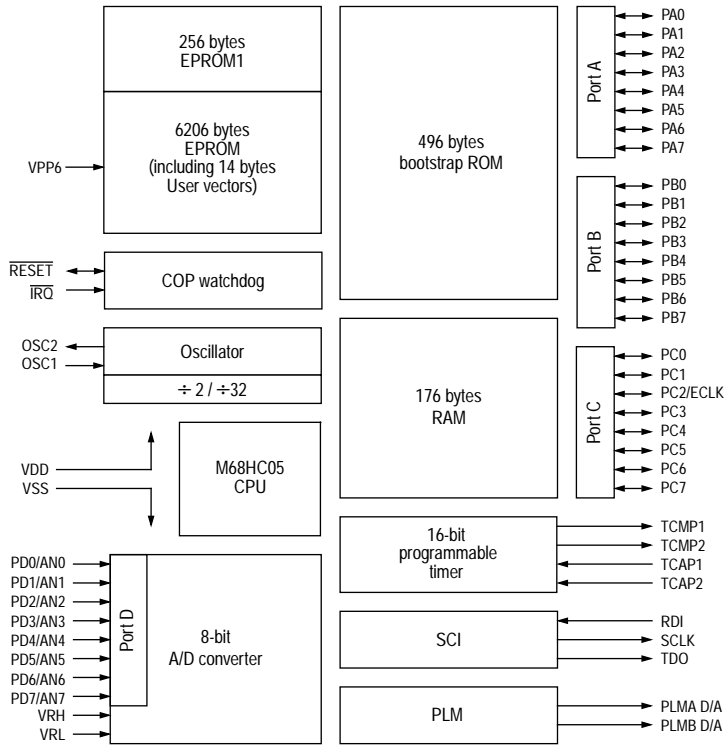 256 bytes
EPROM1
6206 bytes
EPROM
(including 14 bytes
User vectors)
VPP6
496 bytes
bootstrap ROM
Port A
PA0
PA1
PA2
PA3
PA4
PA5
PA6
PA7
Port B
PB0
PB1
PB2
PB3
PB4
PB5
PB6
PB7
RESET
IRQ
COP watchdog
OSC2
OSC1
Oscillator
÷ 2 / ÷32
176 bytes
RAM
Port C
PC0
PC1
PC2/ECLK
PC3
PC4
PC5
PC6
PC7
VDD
VSS
M68HC05
CPU
16-bit
programmable
timer
TCMP1
TCMP2
TCAP1
TCAP2
PD0/AN0
PD1/AN1
PD2/AN2
PD3/AN3
PD4/AN4
PD5/AN5
PD6/AN6
PD7/AN7
VRH
VRL
Port D
8-bit
A/D converter
SCI
RDI
SCLK
TDO
PLM
PLMA D/A
PLMB D/A